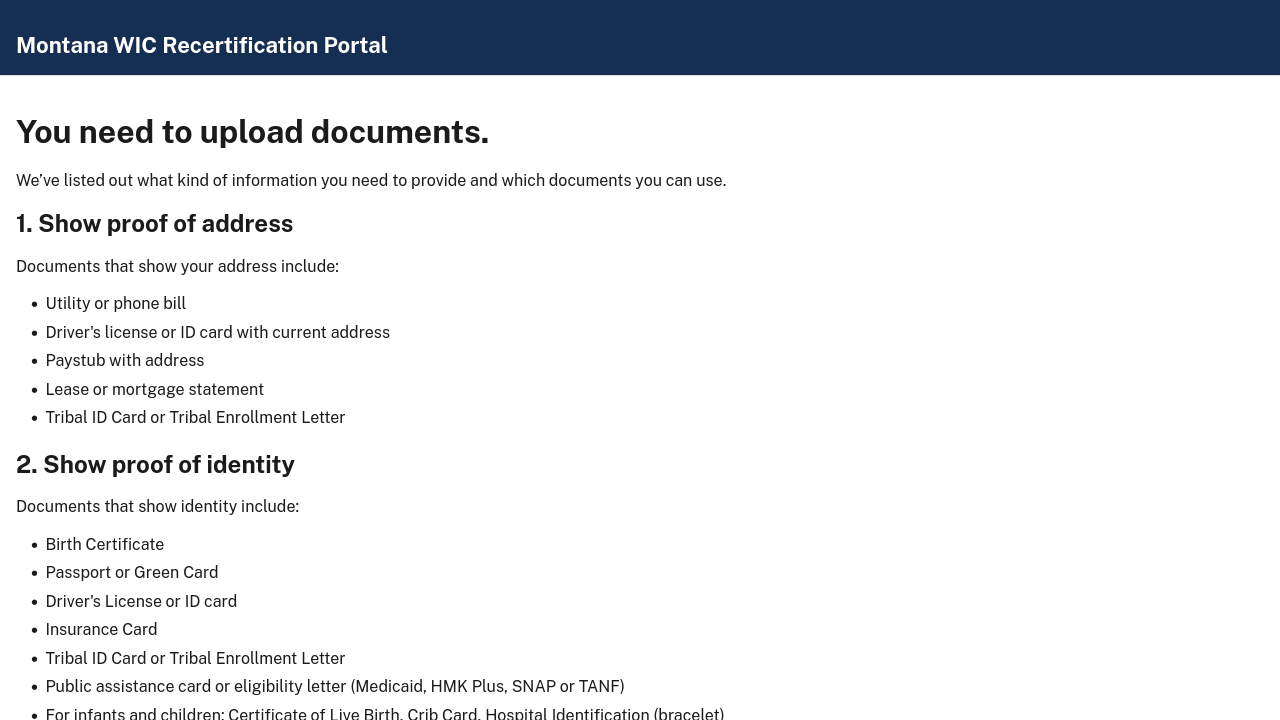 Montana WIC Recertification Portal
You need to upload documents.
We’ve listed out what kind of information you need to provide and which documents you can use.
1. Show proof of address
Documents that show your address include:
• Utility or phone bill
• Driver's license or ID card with current address
• Paystub with address
• Lease or mortgage statement
• Tribal ID Card or Tribal Enrollment Letter
2. Show proof of identity
Documents that show identity include:
• Birth Certificate
• Passport or Green Card
• Driver's License or ID card
• Insurance Card
• Tribal ID Card or Tribal Enrollment Letter
• Public assistance card or eligibility letter (Medicaid, HMK Plus, SNAP or TANF)
• For infants and children: Certificate of Live Birth, Crib Card, Hospital Identification (bracelet)